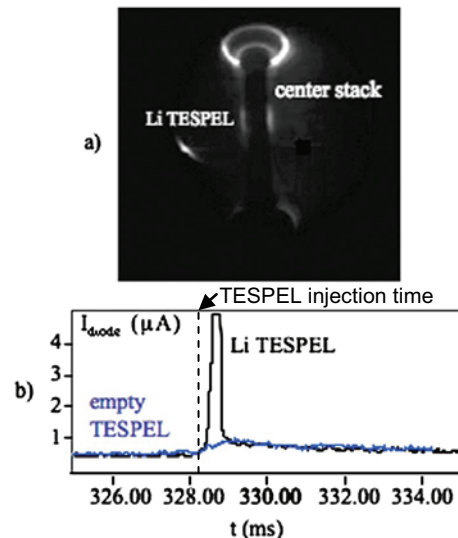 a)
center stack
Li TESPEL
TESPEL injection time
b)
I_diode (μA)
4
3
2
1
Li TESPEL
empty
TESPEL
326.00 328.00 330.00 332.00 334.00
t (ms)